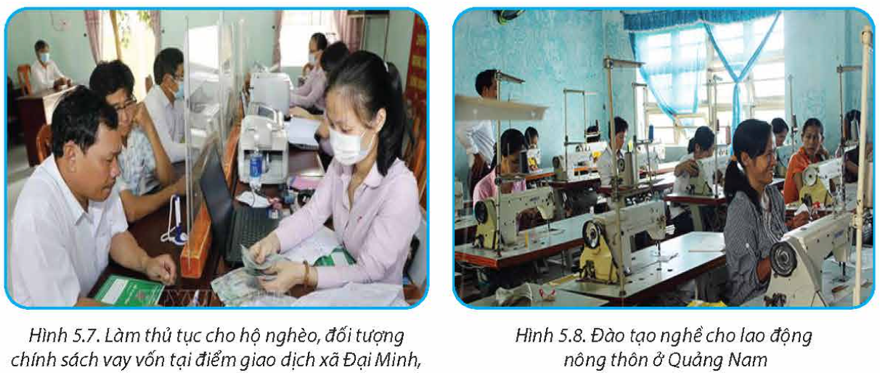 Hình 5.7. Làm thủ tục cho hộ nghèo, đối tượng
chính sách vay vốn tại điểm giao dịch xã Đại Minh,
Hình 5.8. Đào tạo nghề cho lao động
nông thôn ở Quảng Nam